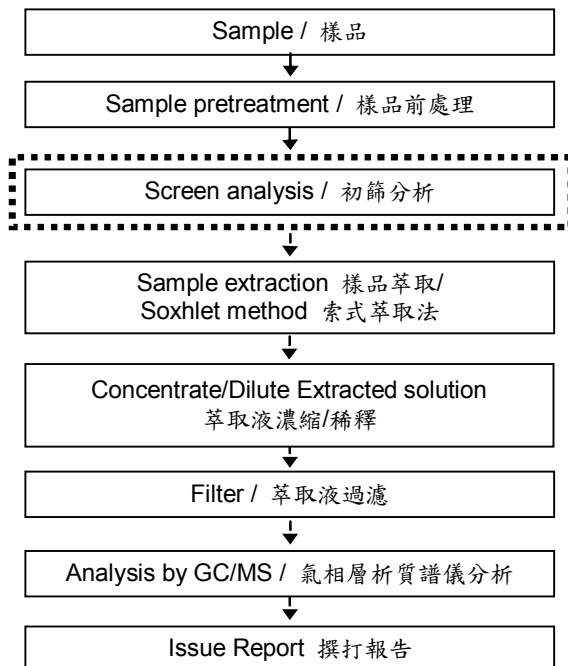 Sample / 樣品
Sample pretreatment / 樣品前處理
Screen analysis / 初篩分析
Sample extraction 樣品萃取/
Soxhlet method 索式萃取法
Concentrate/Dilute Extracted solution
萃取液濃縮/稀釋
Filter / 萃取液過濾
Analysis by GC/MS / 氣相層析質譜儀分析
Issue Report 撰打報告